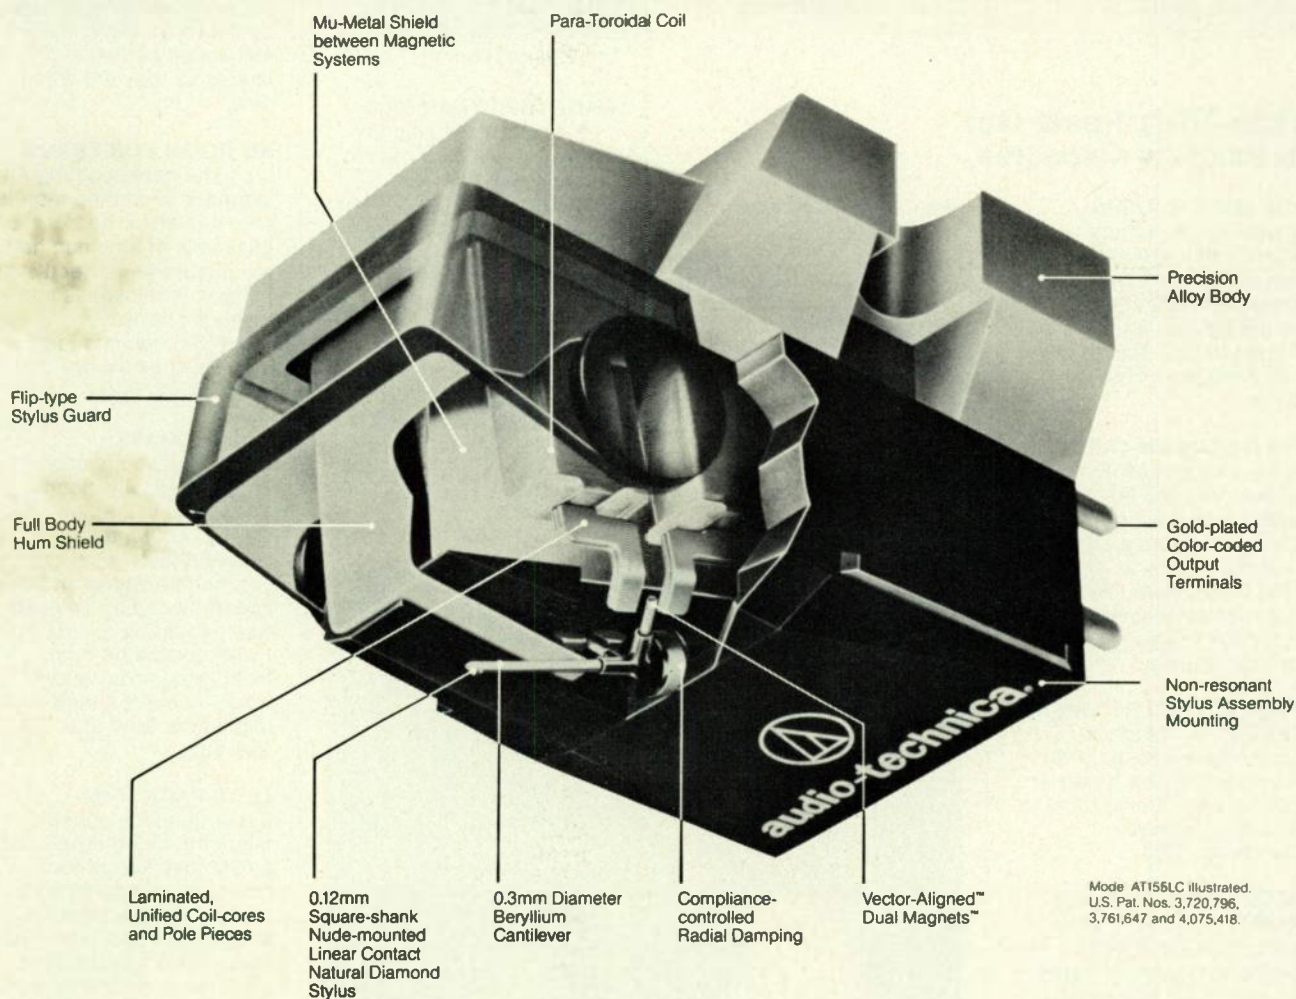 Mu-Metal Shield
between Magnetic
Systems
Para-Toroidal Coil
Precision
Alloy Body
Flip-type
Stylus Guard
Full Body
Hum Shield
Gold-plated
Color-coded
Output
Terminals
Non-resonant
Stylus Assembly
Mounting
audio-technica.
Laminated,
Unified Coil-cores
and Pole Pieces
0.12mm
Square-shank
Nude-mounted
Linear Contact
Natural Diamond
Stylus
0.3mm Diameter
Beryllium
Cantilever
Compliance-
controlled
Radial Damping
Vector-Aligned™
Dual Magnets™
Mode AT155LC illustrated.
U.S. Pat. Nos. 3,720,796,
3,761,647 and 4,075,418.